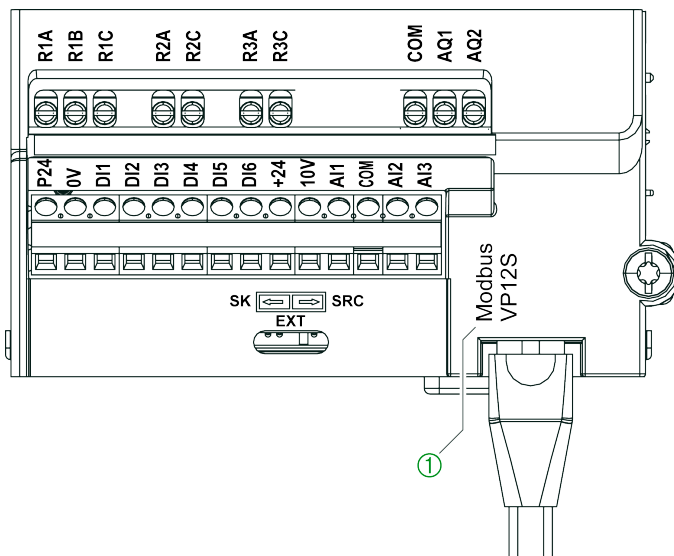 R1A R1B R1C R2A R2C R3A R3C COM AQ1 AQ2
P24 0V DI1 DI2 DI3 DI4 DI5 DI6 +24 10V AI1 COM AI2 AI3
SK SRC
EXT
Modbus
VP12S
1